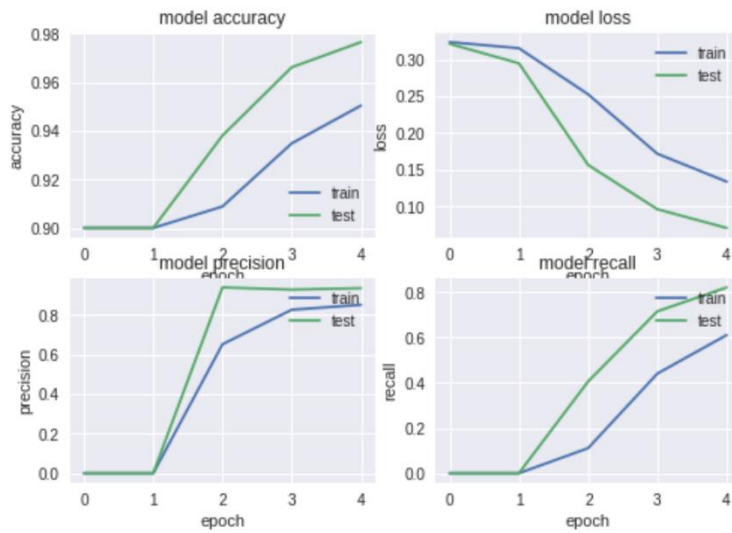 model accuracy
0.98
0.96
0.94
0.92
0.90
accuracy
train
test
0 1 2 3 4
epoch
model loss
0.30
0.25
0.20
0.15
0.10
loss
train
test
0 1 2 3 4
epoch
model precision
0.8
0.6
0.4
0.2
0.0
precision
train
test
0 1 2 3 4
epoch
model recall
0.8
0.6
0.4
0.2
0.0
recall
train
test
0 1 2 3 4
epoch